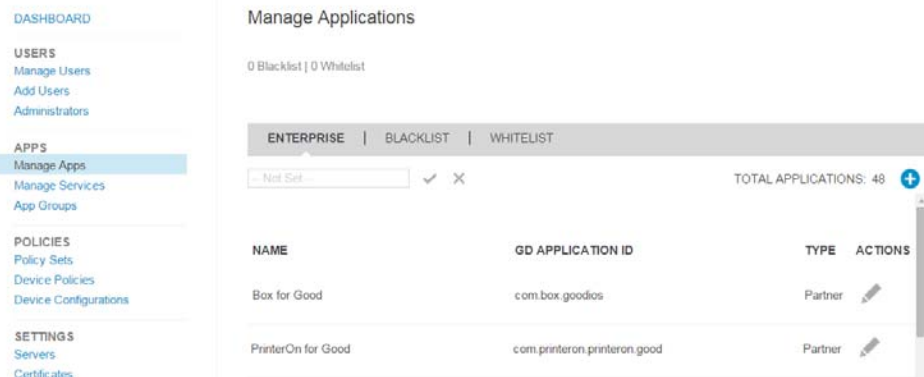 DASHBOARD
USERS
Manage Users
Add Users
Administrators
APPS
Manage Apps
Manage Services
App Groups
POLICIES
Policy Sets
Device Policies
Device Configurations
SETTINGS
Servers
Certificates
Manage Applications
0 Blacklist | 0 Whitelist
ENTERPRISE | BLACKLIST | WHITELIST
-- Not Set --
TOTAL APPLICATIONS: 48
NAME GD APPLICATION ID TYPE ACTIONS
Box for Good com.box.goodios Partner
PrinterOn for Good com.printeron.printeron.good Partner